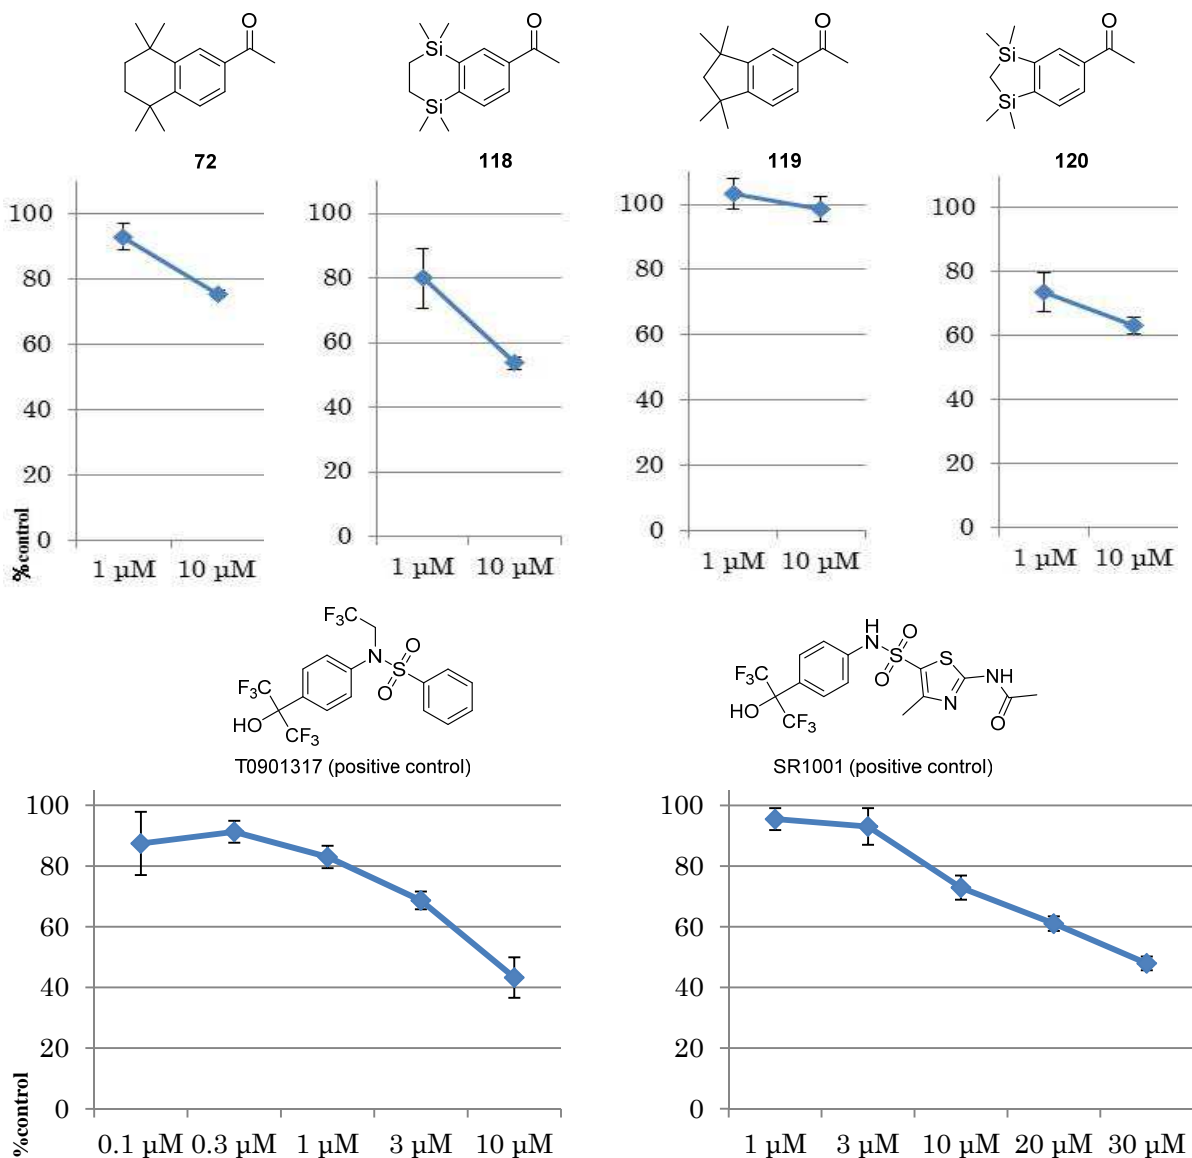 O
O
O
O
Si
Si
Si
Si
72
118
119
120
100
80
60
40
20
0
%control
1 µM 10 µM
100
80
60
40
20
0
1 µM 10 µM
100
80
60
40
20
0
1 µM 10 µM
100
80
60
40
20
0
1 µM 10 µM
F3C
N
O
S
O
F3C
HO
CF3
T0901317 (positive control)
H
N
O
S
O
S
NH
N
O
F3C
HO
CF3
SR1001 (positive control)
100
80
60
40
20
0
%control
0.1 µM 0.3 µM 1 µM 3 µM 10 µM
100
80
60
40
20
0
1 µM 3 µM 10 µM 20 µM 30 µM